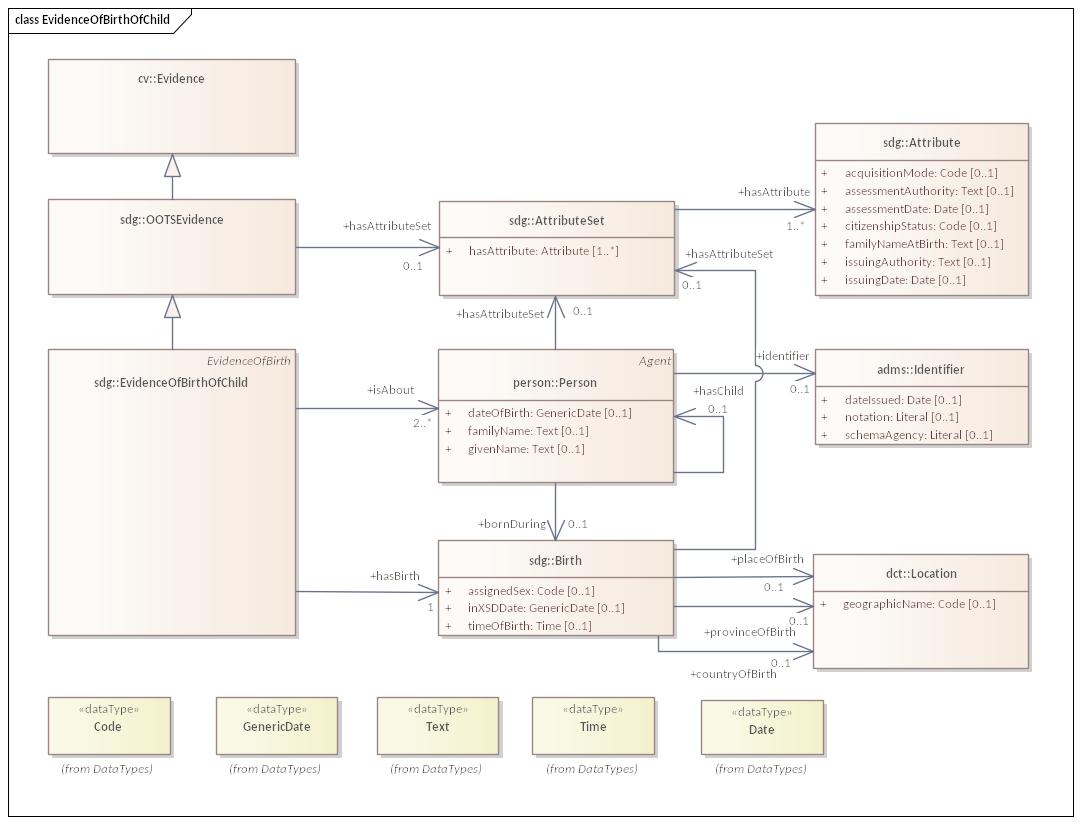 class EvidenceOfBirthOfChild
cv::Evidence
sdg::OOTSEvidence
+hasAttributeSet
0..1
sdg::AttributeSet
+ hasAttribute: Attribute [1..*]
+hasAttribute
1..*
sdg::Attribute
+ acquisitionMode: Code [0..1]
+ assessmentAuthority: Text [0..1]
+ assessmentDate: Date [0..1]
+ citizenshipStatus: Code [0..1]
+ familyNameAtBirth: Text [0..1]
+ issuingAuthority: Text [0..1]
+ issuingDate: Date [0..1]
+hasAttributeSet
0..1
+hasAttributeSet
0..1
EvidenceOfBirth
sdg::EvidenceOfBirthOfChild
+isAbout
2..*
Agent
person::Person
+ dateOfBirth: GenericDate [0..1]
+ familyName: Text [0..1]
+ givenName: Text [0..1]
+identifier
0..1
+hasChild
0..1
adms::Identifier
+ dateIssued: Date [0..1]
+ notation: Literal [0..1]
+ schemaAgency: Literal [0..1]
+bornDuring
0..1
+hasBirth
1
sdg::Birth
+ assignedSex: Code [0..1]
+ inXSDDate: GenericDate [0..1]
+ timeOfBirth: Time [0..1]
+placeOfBirth
0..1
0..1
+provinceOfBirth
0..1
+countryOfBirth
dct::Location
+ geographicName: Code [0..1]
«dataType»
Code
(from DataTypes)
«dataType»
GenericDate
(from DataTypes)
«dataType»
Text
(from DataTypes)
«dataType»
Time
(from DataTypes)
«dataType»
Date
(from DataTypes)